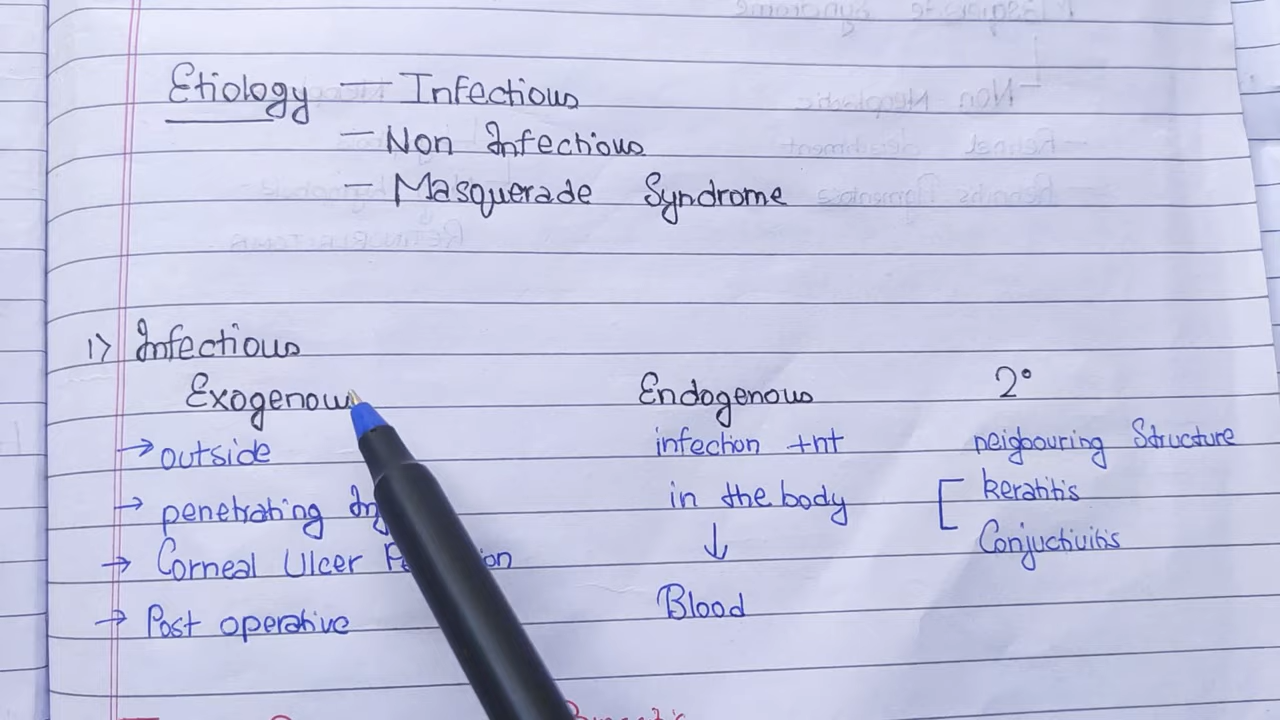 Etiology — Infectious
— Non Infectious
— Masquerade Syndrome
1) Infectious
Exogenous Endogenous 2°
→ outside infection +nt neigbouring Structure
→ penetrating in the body [ keratitis
→ Corneal Ulcer ↓ Conjuctivitis
→ Post operative Blood